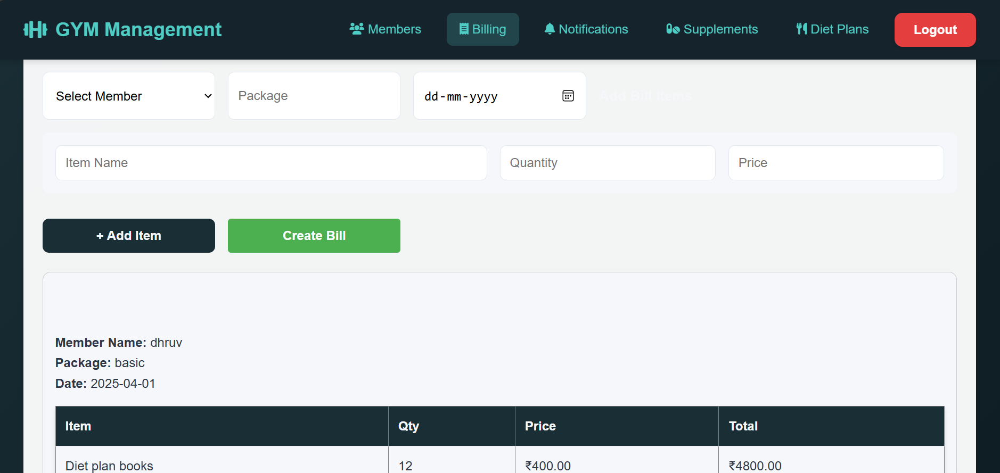 GYM Management
Members
Billing
Notifications
Supplements
Diet Plans
Logout
Select Member
Package
dd-mm-yyyy
Add Bill Items
Item Name
Quantity
Price
+ Add Item
Create Bill
Member Name: dhruv
Package: basic
Date: 2025-04-01
Item Qty Price Total
Diet plan books 12 ₹400.00 ₹4800.00